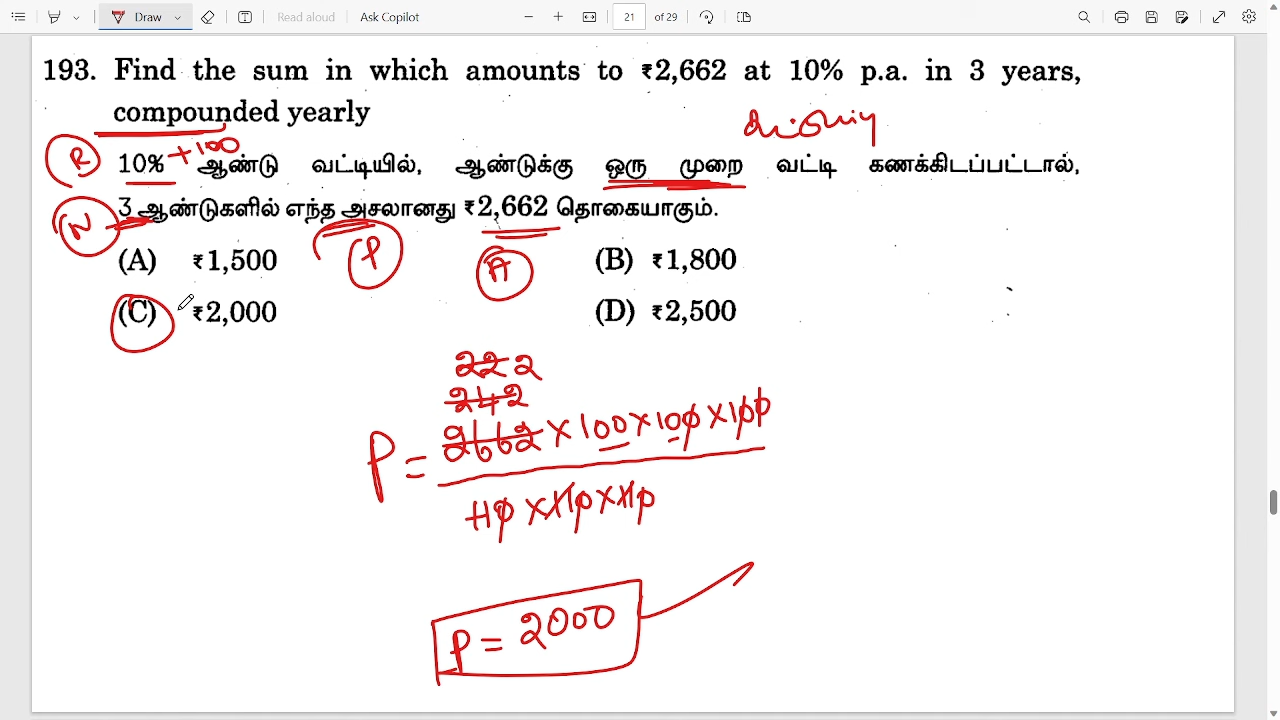 Draw
Read aloud
Ask Copilot
21 of 29
193. Find the sum in which amounts to ₹2,662 at 10% p.a. in 3 years,
compounded yearly
R 10% +100 ஆண்டு வட்டியில், ஆண்டுக்கு ஒரு முறை வட்டி கணக்கிடப்பட்டால்,
N 3 ஆண்டுகளில் எந்த அசலானது ₹2,662 தொகையாகும்.
P A
(A) ₹1,500 (B) ₹1,800
(C) ₹2,000 (D) ₹2,500
222
242
P = 2662 × 100 × 100 × 100
110 × 110 × 110
P = 2000